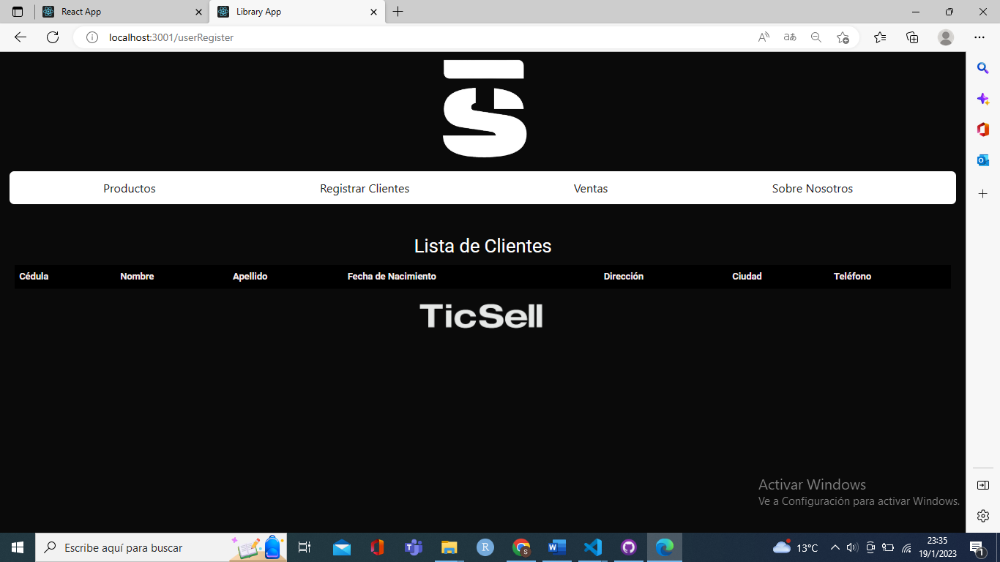 React App
Library App
localhost:3001/userRegister
Productos
Registrar Clientes
Ventas
Sobre Nosotros
Lista de Clientes
Cédula
Nombre
Apellido
Fecha de Nacimiento
Dirección
Ciudad
Teléfono
TicSell
Activar Windows
Ve a Configuración para activar Windows.
Escribe aquí para buscar
13°C
23:35
19/1/2023
1